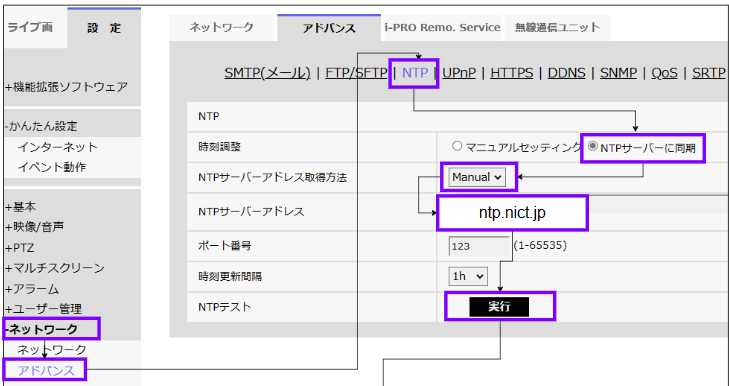 ライブ画
設 定
+機能拡張ソフトウェア
-かんたん設定
インターネット
イベント動作
+基本
+映像/音声
+PTZ
+マルチスクリーン
+アラーム
+ユーザー管理
-ネットワーク
ネットワーク
アドバンス
ネットワーク
アドバンス
i-PRO Remo. Service
無線通信ユニット
SMTP(メール) | FTP/SFTP | NTP | UPnP | HTTPS | DDNS | SNMP | QoS | SRTP
NTP
時刻調整
マニュアルセッティング
NTPサーバーに同期
NTPサーバーアドレス取得方法
Manual
NTPサーバーアドレス
ntp.nict.jp
ポート番号
123
(1-65535)
時刻更新間隔
1h
NTPテスト
実行